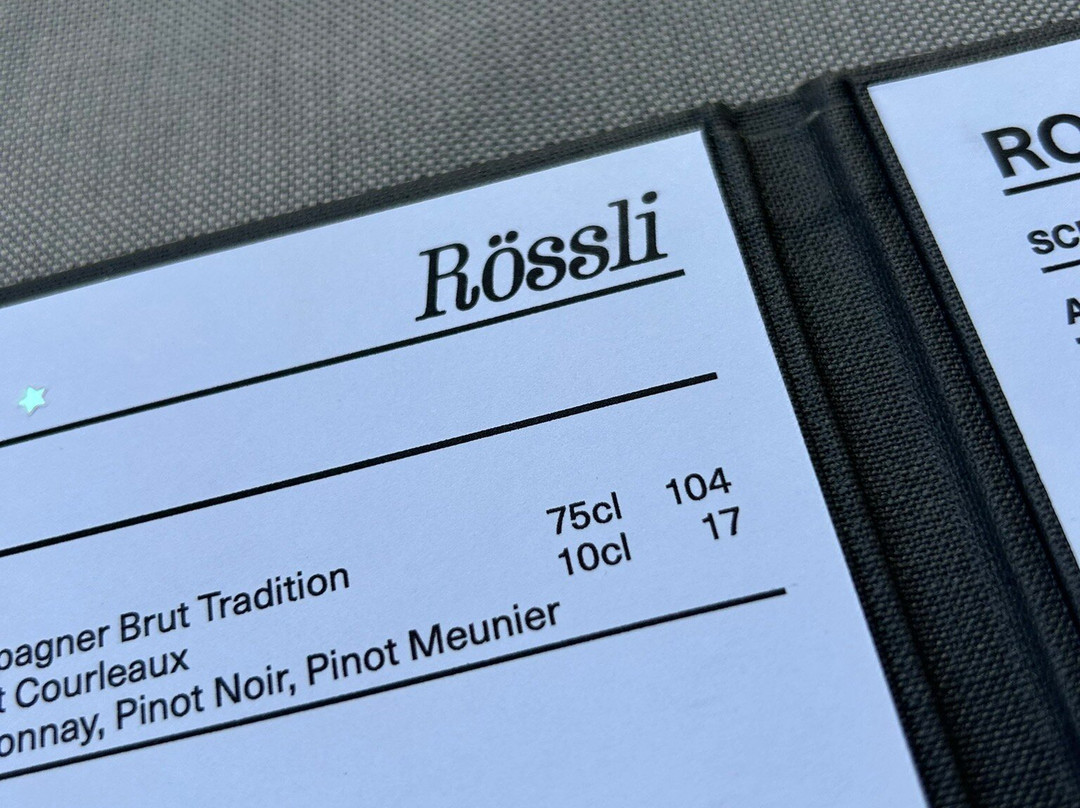 Rössli
75cl 104
10cl 17
pagner Brut Tradition
t Courleaux
onnay, Pinot Noir, Pinot Meunier
RO
SC
A